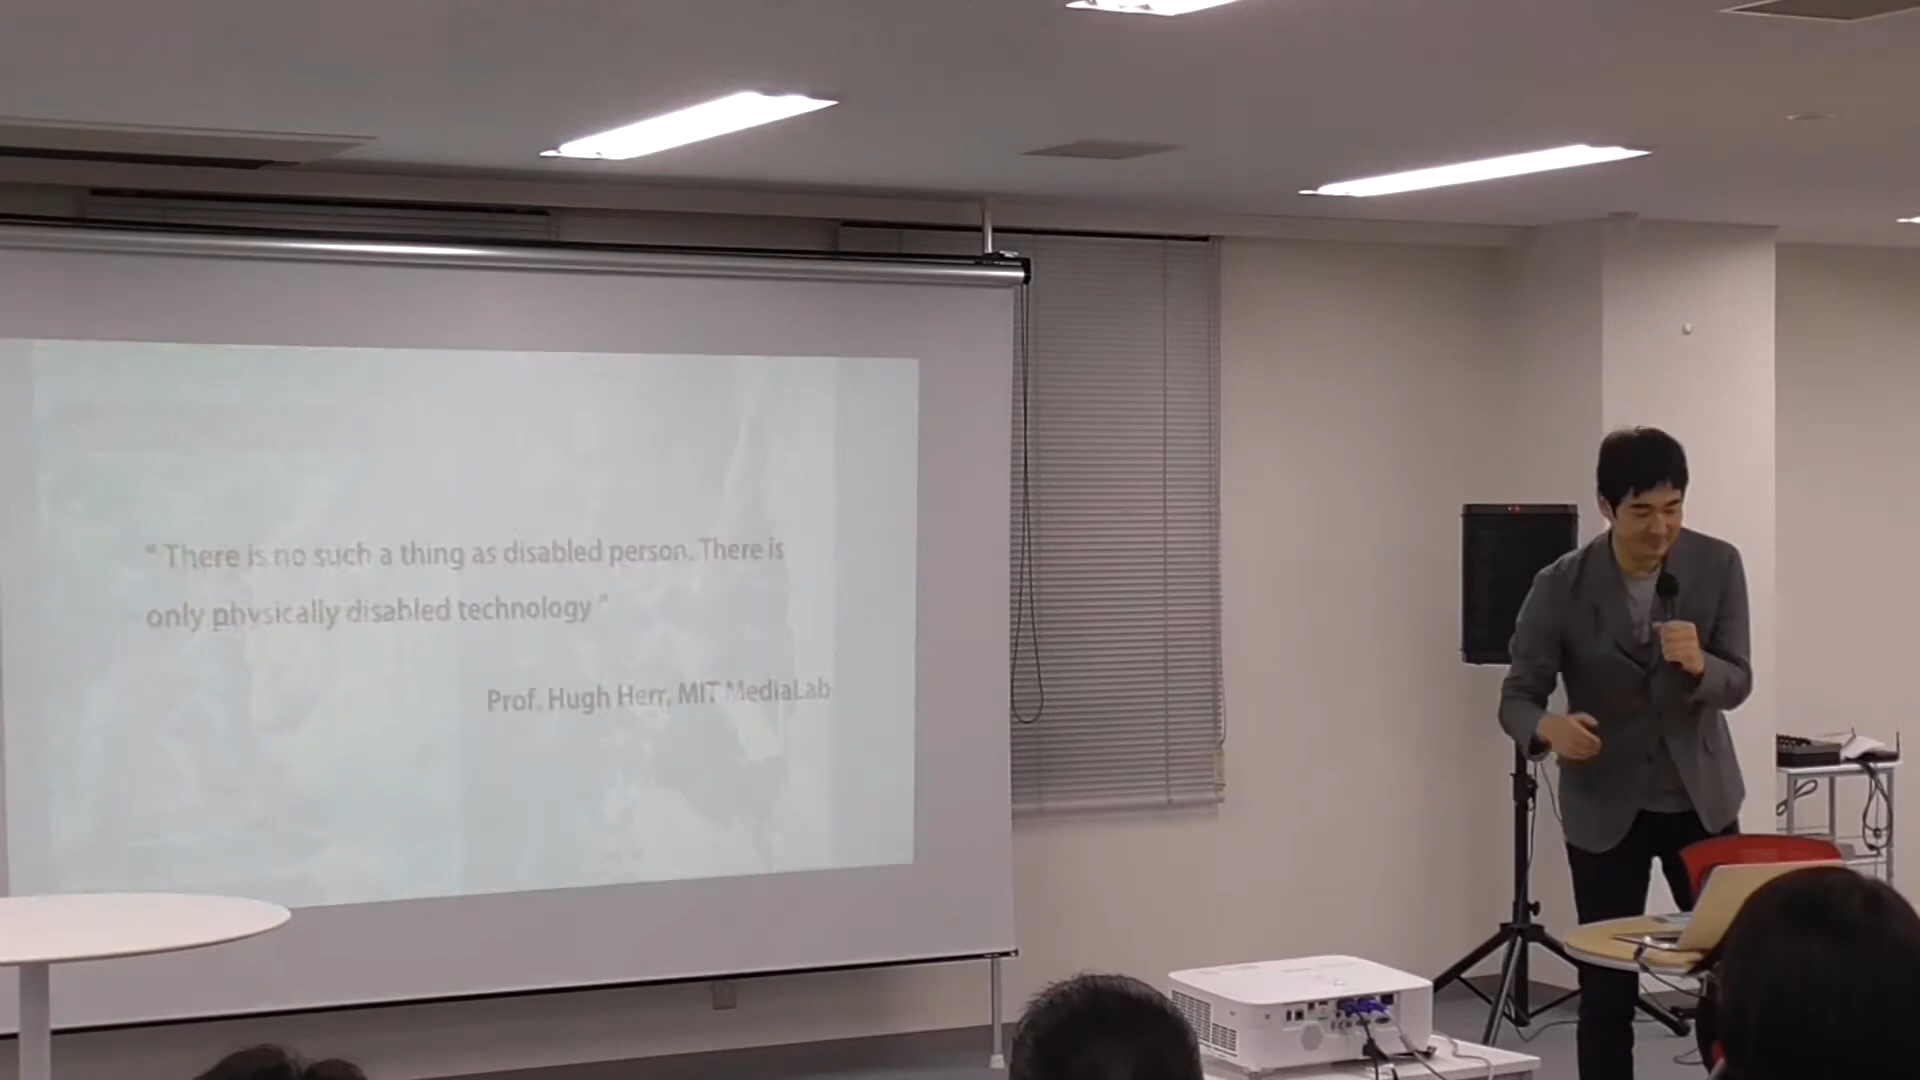 “ There is no such a thing as disabled person. There is
only physically disabled technology ”
Prof. Hugh Herr, MIT MediaLab